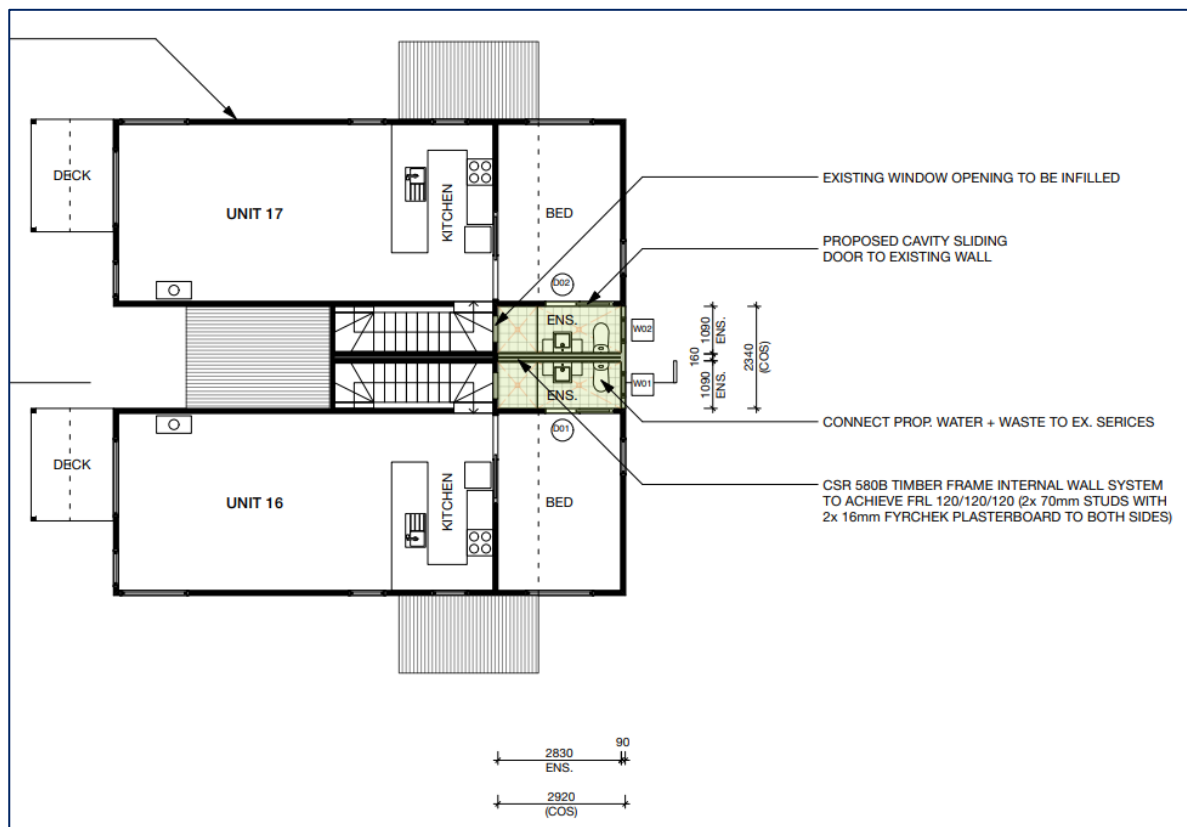 DECK
UNIT 17
KITCHEN
BED
EXISTING WINDOW OPENING TO BE INFILLED
PROPOSED CAVITY SLIDING
DOOR TO EXISTING WALL
D02
ENS.
W02
1090
ENS.
160
2340
(COS)
1090
ENS.
W01
ENS.
D01
CONNECT PROP. WATER + WASTE TO EX. SERICES
DECK
UNIT 16
KITCHEN
BED
CSR 580B TIMBER FRAME INTERNAL WALL SYSTEM
TO ACHIEVE FRL 120/120/120 (2x 70mm STUDS WITH
2x 16mm FYRCHEK PLASTERBOARD TO BOTH SIDES)
2830
ENS.
90
2920
(COS)